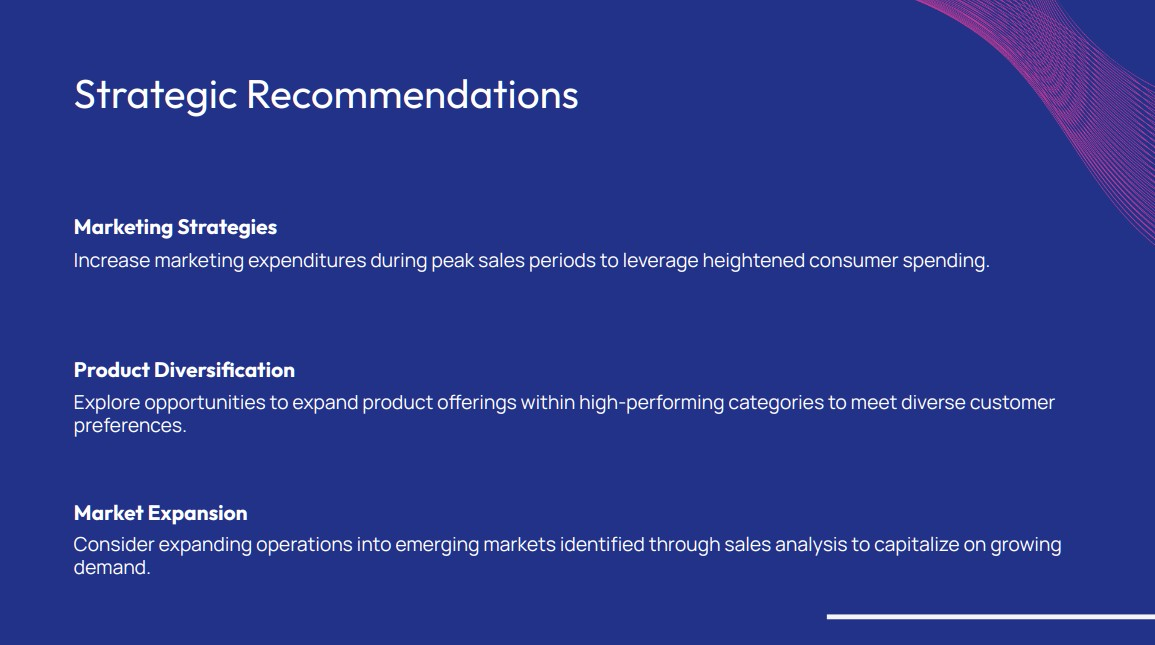 Strategic Recommendations
Marketing Strategies
Increase marketing expenditures during peak sales periods to leverage heightened consumer spending.
Product Diversification
Explore opportunities to expand product offerings within high-performing categories to meet diverse customer
preferences.
Market Expansion
Consider expanding operations into emerging markets identified through sales analysis to capitalize on growing
demand.